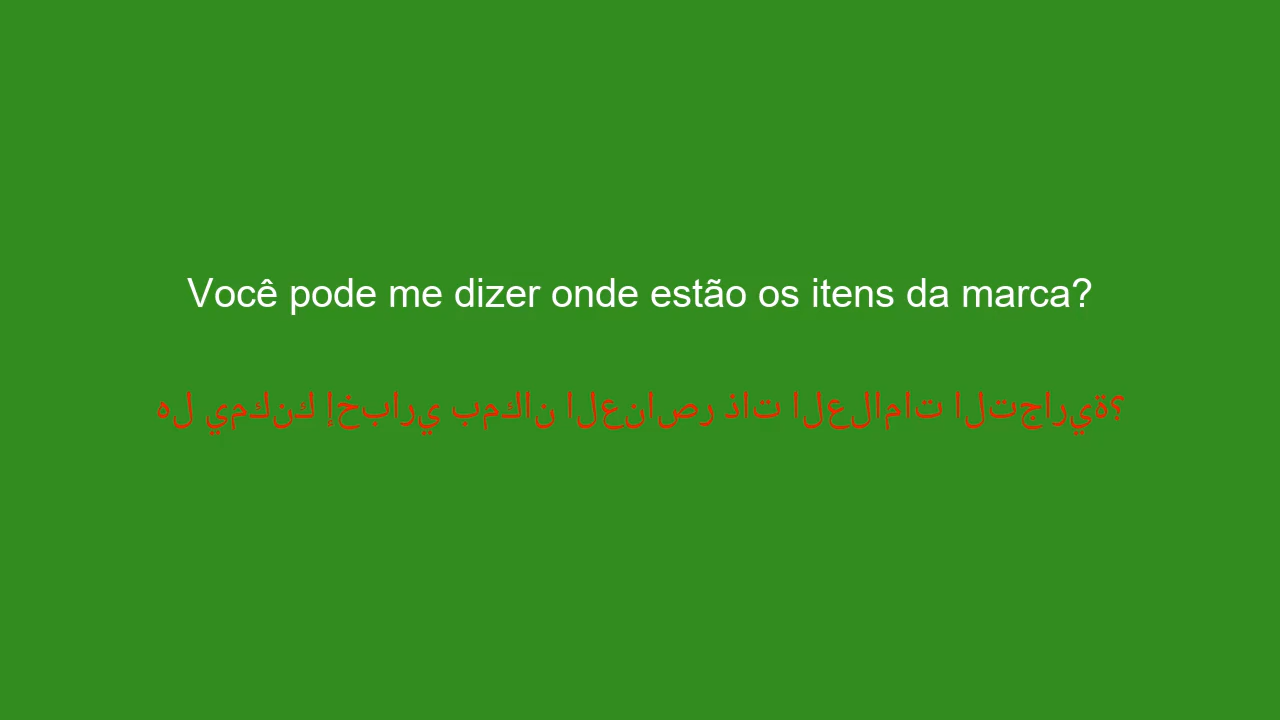 Você pode me dizer onde estão os itens da marca?
هل يمكنك إخباري بمكان العناصر ذات العلامات التجارية؟